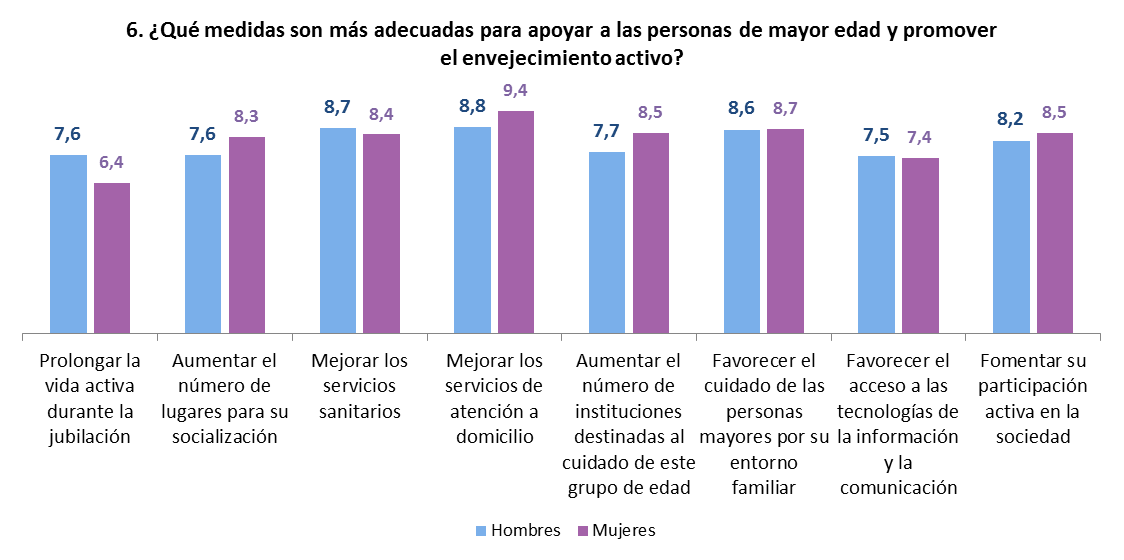 6. ¿Qué medidas son más adecuadas para apoyar a las personas de mayor edad y promover
el envejecimiento activo?
7,6
6,4
7,6
8,3
8,7
8,4
8,8
9,4
7,7
8,5
8,6
8,7
7,5
7,4
8,2
8,5
Prolongar la
vida activa
durante la
jubilación
Aumentar el
número de
lugares para su
socialización
Mejorar los
servicios
sanitarios
Mejorar los
servicios de
atención a
domicilio
Aumentar el
número de
instituciones
destinadas al
cuidado de este
grupo de edad
Favorecer el
cuidado de las
personas
mayores por su
entorno
familiar
Favorecer el
acceso a las
tecnologías de
la información
y la
comunicación
Fomentar su
participación
activa en la
sociedad
Hombres
Mujeres